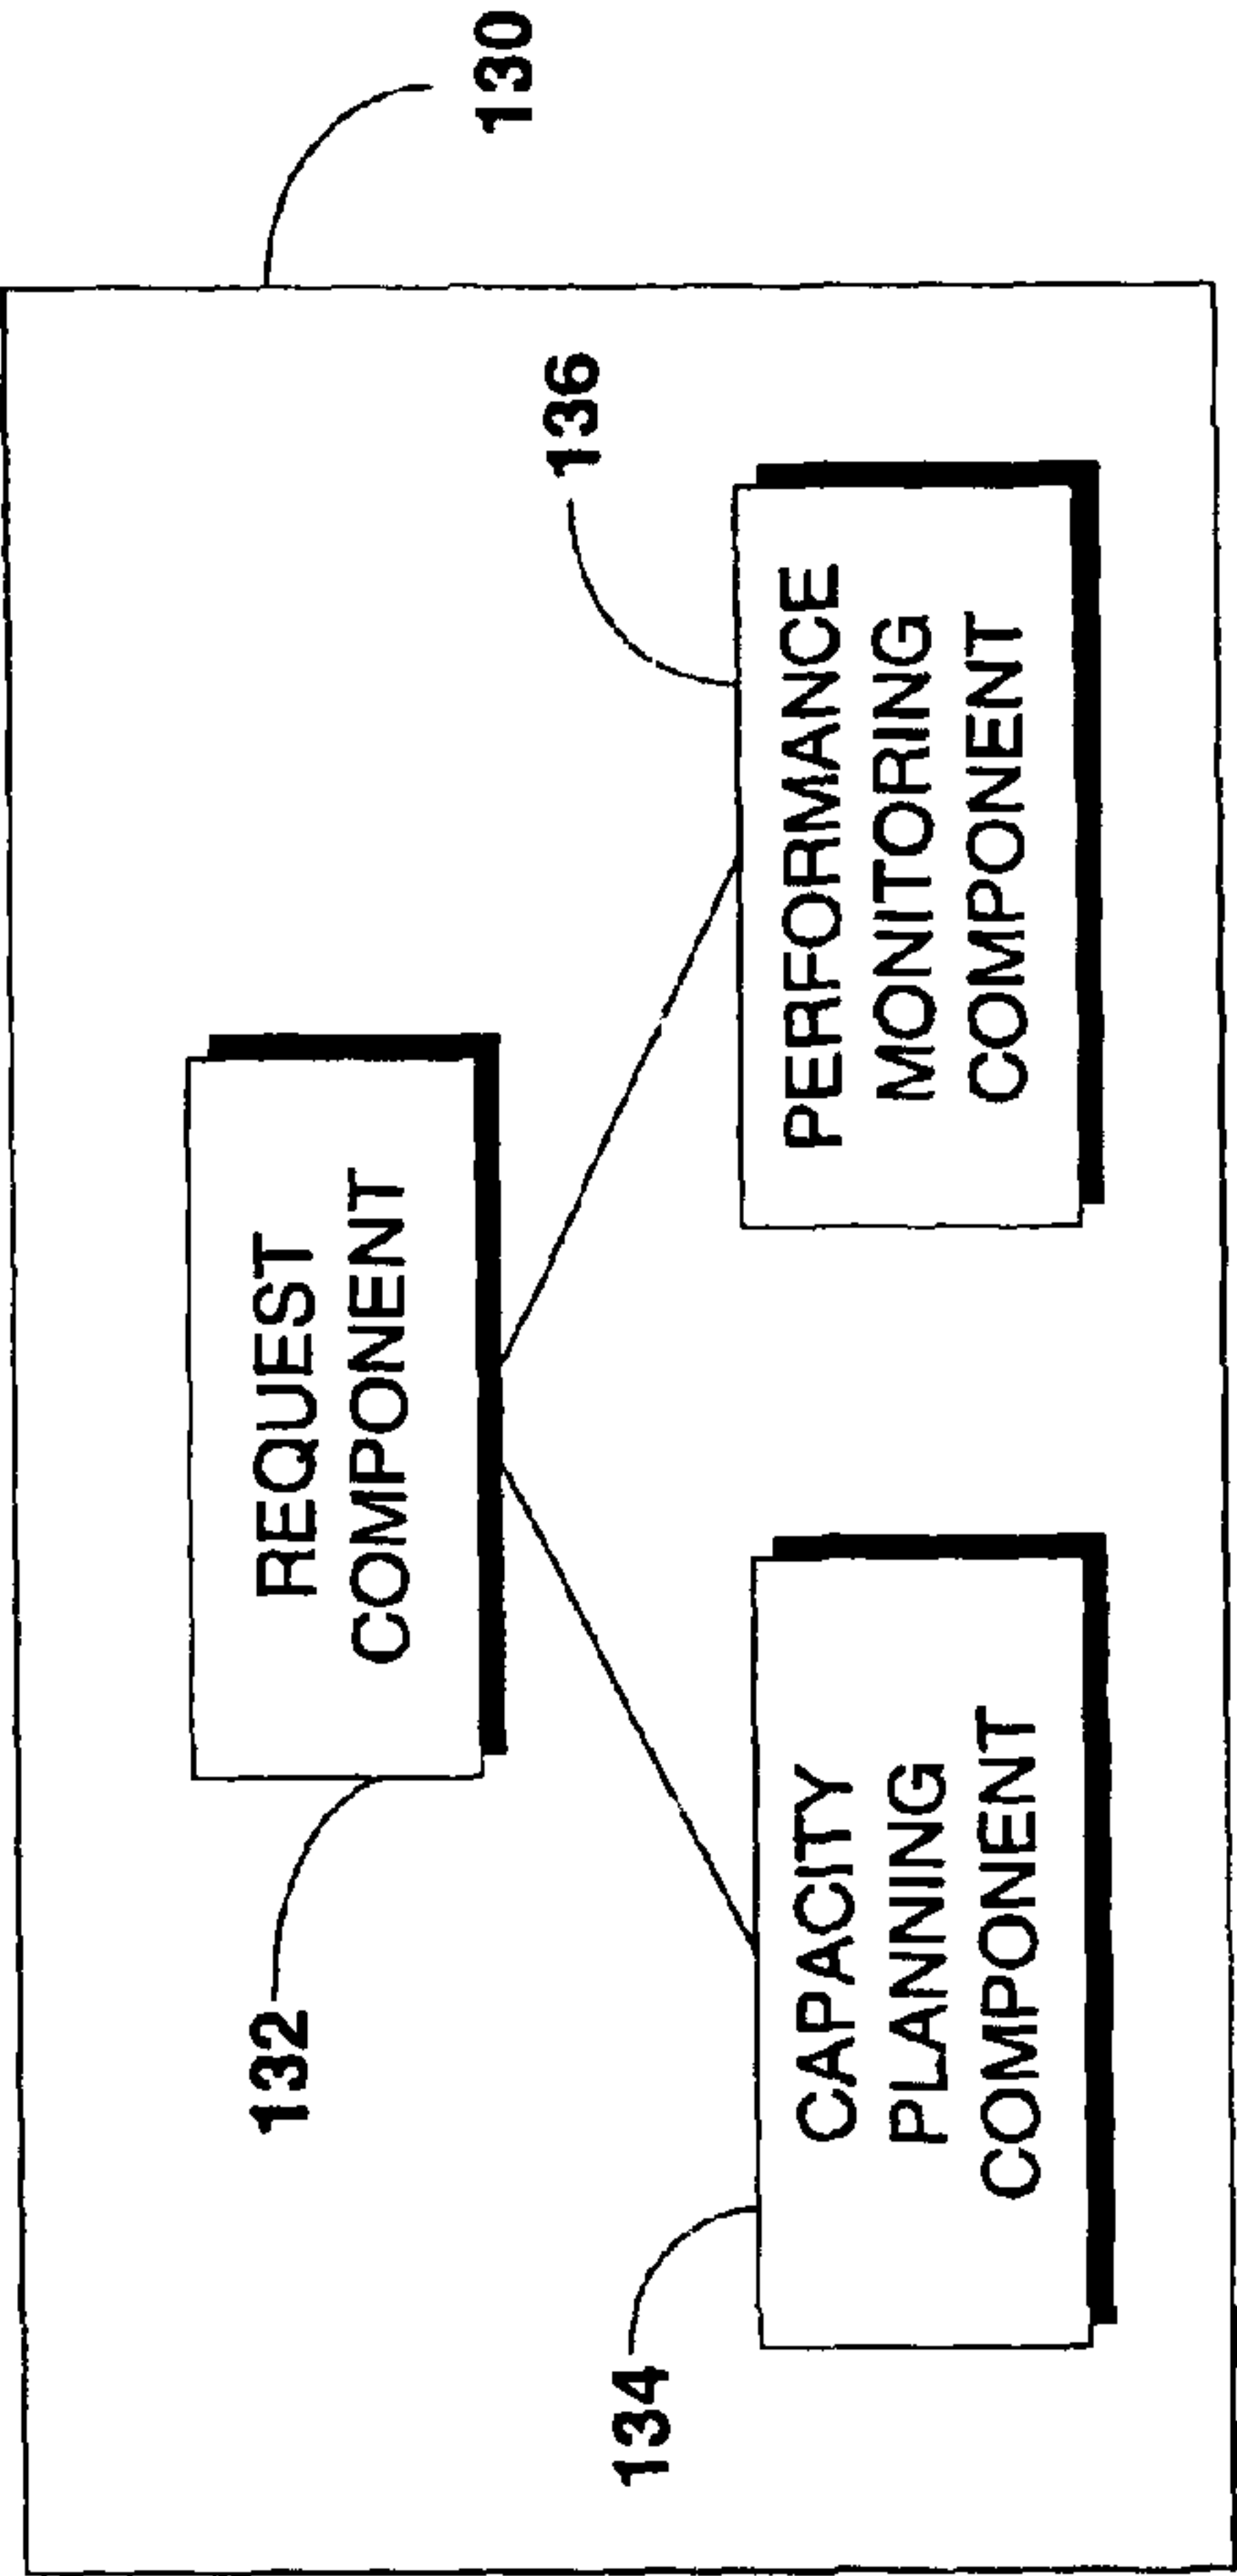 130
132
REQUEST
COMPONENT
134
CAPACITY
PLANNING
COMPONENT
136
PERFORMANCE
MONITORING
COMPONENT